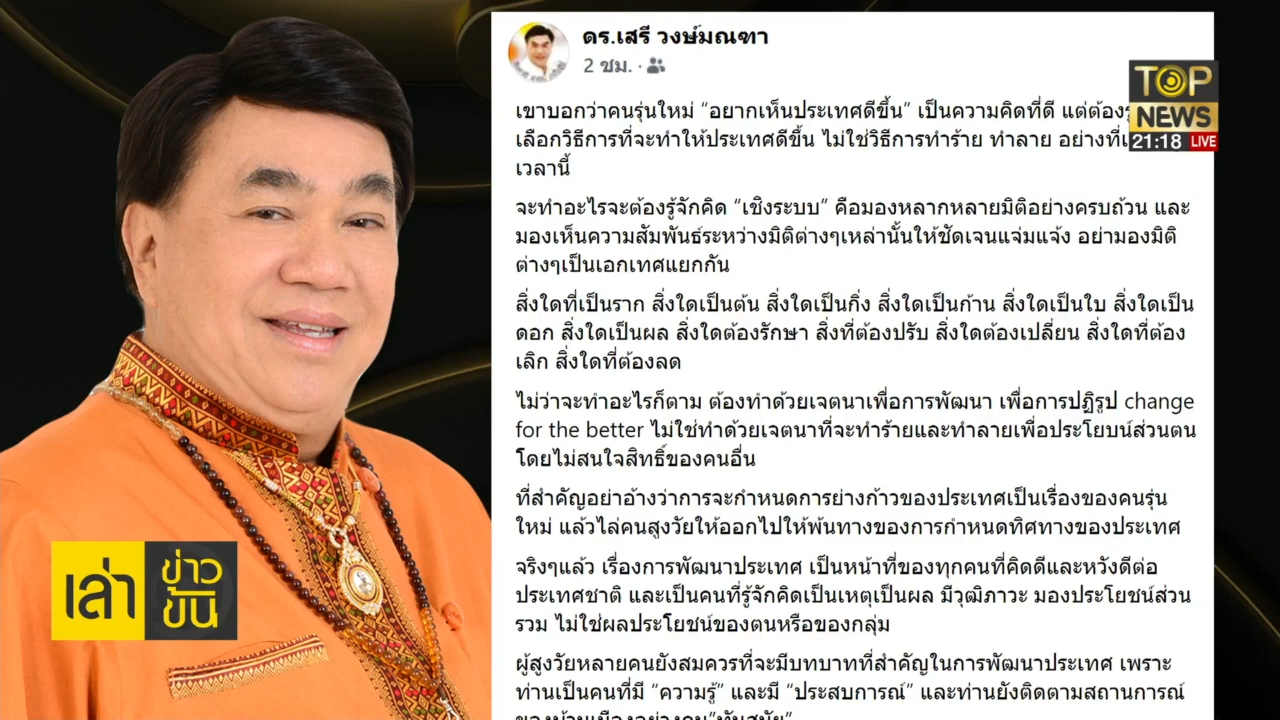 ดร.เสรี วงษ์มณฑา
2 ชม. ·
TOP
NEWS
21:18 LIVE
เขาบอกว่าคนรุ่นใหม่ “อยากเห็นประเทศดีขึ้น” เป็นความคิดที่ดี แต่ต้อง
เลือกวิธีการที่จะทำให้ประเทศดีขึ้น ไม่ใช่วิธีการทำร้าย ทำลาย อย่างที่
เวลานี้
จะทำอะไรจะต้องรู้จักคิด “เชิงระบบ” คือมองหลากหลายมิติอย่างครบถ้วน และ
มองเห็นความสัมพันธ์ระหว่างมิติต่างๆเหล่านั้นให้ชัดเจนแจ่มแจ้ง อย่ามองมิติ
ต่างๆเป็นเอกเทศแยกกัน
สิ่งใดที่เป็นราก สิ่งใดเป็นต้น สิ่งใดเป็นกิ่ง สิ่งใดเป็นก้าน สิ่งใดเป็นใบ สิ่งใดเป็น
ดอก สิ่งใดเป็นผล สิ่งใดต้องรักษา สิ่งที่ต้องปรับ สิ่งใดต้องเปลี่ยน สิ่งใดที่ต้อง
เลิก สิ่งใดที่ต้องลด
ไม่ว่าจะทำอะไรก็ตาม ต้องทำด้วยเจตนาเพื่อการพัฒนา เพื่อการปฏิรูป change
for the better ไม่ใช่ทำด้วยเจตนาที่จะทำร้ายและทำลายเพื่อประโยบน์ส่วนตน
โดยไม่สนใจสิทธิ์ของคนอื่น
ที่สำคัญอย่าอ้างว่าการจะกำหนดการย่างก้าวของประเทศเป็นเรื่องของคนรุ่น
ใหม่ แล้วไล่คนสูงวัยให้ออกไปให้พ้นทางของการกำหนดทิศทางของประเทศ
จริงๆแล้ว เรื่องการพัฒนาประเทศ เป็นหน้าที่ของทุกคนที่คิดดีและหวังดีต่อ
ประเทศชาติ และเป็นคนที่รู้จักคิดเป็นเหตุเป็นผล มีวุฒิภาวะ มองประโยชน์ส่วน
รวม ไม่ใช่ผลประโยชน์ของตนหรือของกลุ่ม
ผู้สูงวัยหลายคนยังสมควรที่จะมีบทบาทที่สำคัญในการพัฒนาประเทศ เพราะ
ท่านเป็นคนที่มี “ความรู้” และมี “ประสบการณ์” และท่านยังติดตามสถานการณ์
เล่า
ข่าว
ข้น